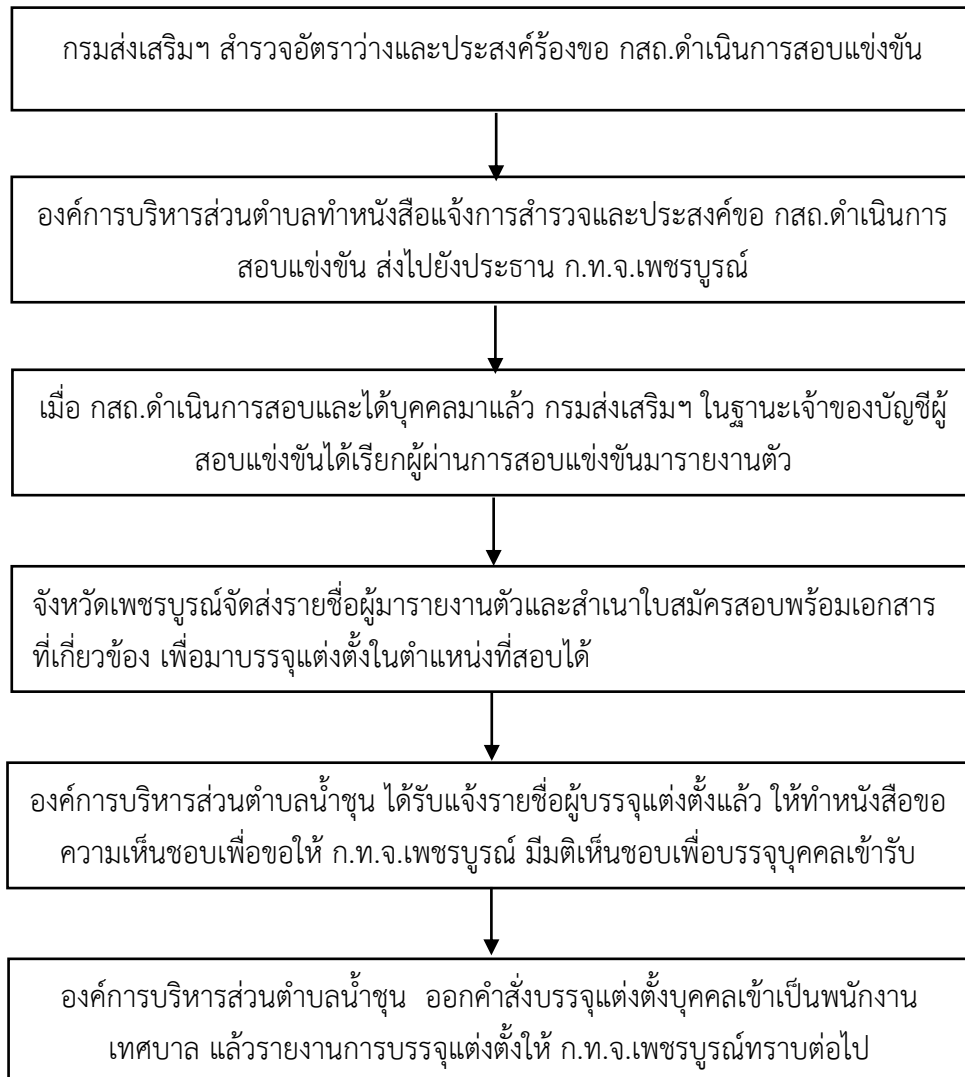 กรมส่งเสริมฯ สำรวจอัตราว่างและประสงค์ร้องขอ กสถ.ดำเนินการสอบแข่งขัน
องค์การบริหารส่วนตำบลทำหนังสือแจ้งการสำรวจและประสงค์ขอ กสถ.ดำเนินการ
สอบแข่งขัน ส่งไปยังประธาน ก.ท.จ.เพชรบูรณ์
เมื่อ กสถ.ดำเนินการสอบและได้บุคคลมาแล้ว กรมส่งเสริมฯ ในฐานะเจ้าของบัญชีผู้
สอบแข่งขันได้เรียกผู้ผ่านการสอบแข่งขันมารายงานตัว
จังหวัดเพชรบูรณ์จัดส่งรายชื่อผู้มารายงานตัวและสำเนาใบสมัครสอบพร้อมเอกสาร
ที่เกี่ยวข้อง เพื่อมาบรรจุแต่งตั้งในตำแหน่งที่สอบได้
องค์การบริหารส่วนตำบลน้ำชุน ได้รับแจ้งรายชื่อผู้บรรจุแต่งตั้งแล้ว ให้ทำหนังสือขอ
ความเห็นชอบเพื่อขอให้ ก.ท.จ.เพชรบูรณ์ มีมติเห็นชอบเพื่อบรรจุบุคคลเข้ารับ
องค์การบริหารส่วนตำบลน้ำชุน  ออกคำสั่งบรรจุแต่งตั้งบุคคลเข้าเป็นพนักงาน
เทศบาล แล้วรายงานการบรรจุแต่งตั้งให้ ก.ท.จ.เพชรบูรณ์ทราบต่อไป